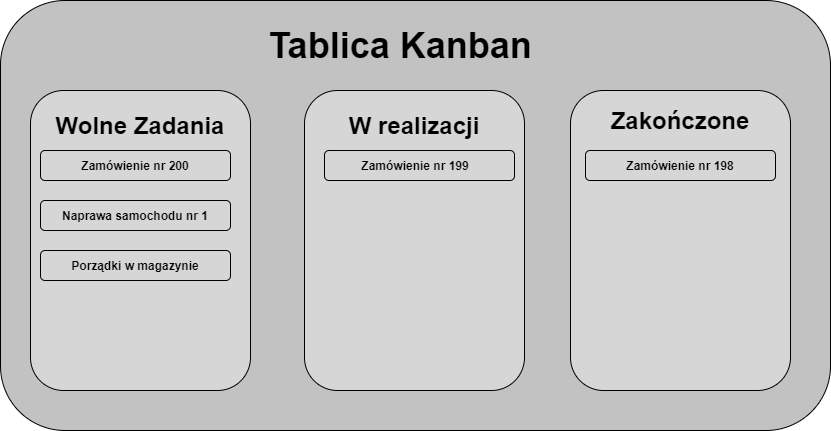 Tablica Kanban
Wolne Zadania
Zamówienie nr 200
Naprawa samochodu nr 1
Porządki w magazynie
W realizacji
Zamówienie nr 199
Zakończone
Zamówienie nr 198